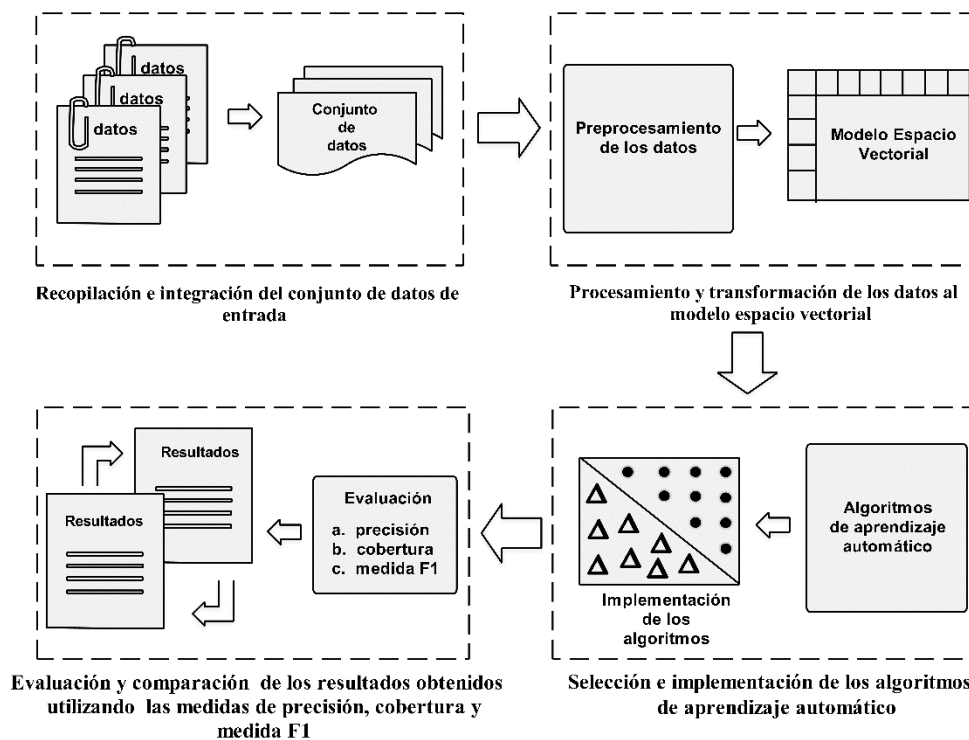 datos
datos
datos
Conjunto
de
datos
Recopilación e integración del conjunto de datos de
entrada
Preprocesamiento
de los datos
Modelo Espacio
Vectorial
Procesamiento y transformación de los datos al
modelo espacio vectorial
Resultados
Resultados
Evaluación
a. precisión
b. cobertura
c. medida F1
Evaluación y comparación de los resultados obtenidos
utilizando las medidas de precisión, cobertura y
medida F1
Implementación
de los
algoritmos
Algoritmos
de aprendizaje
automático
Selección e implementación de los algoritmos
de aprendizaje automático